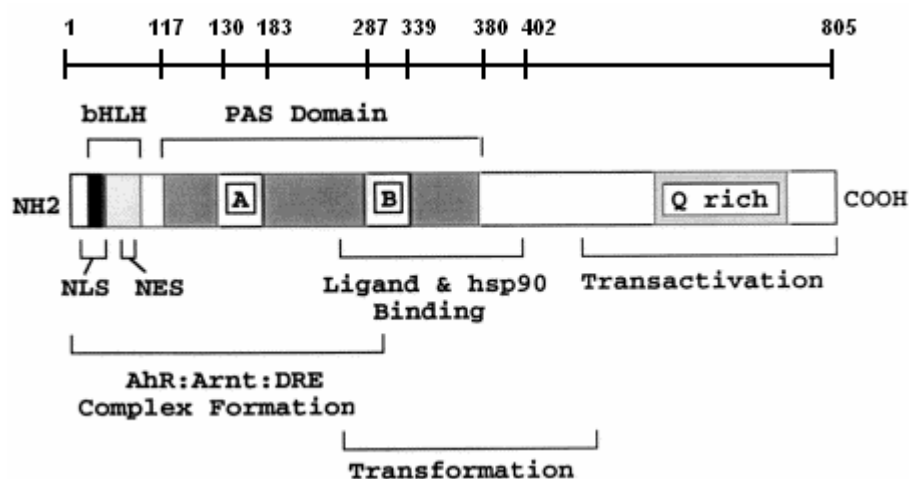 1 117 130 183 287 339 380 402 805
bHLH PAS Domain
NH2 A B Q rich COOH
NLS NES Ligand & hsp90 Transactivation
Binding
AhR:Arnt:DRE
Complex Formation
Transformation